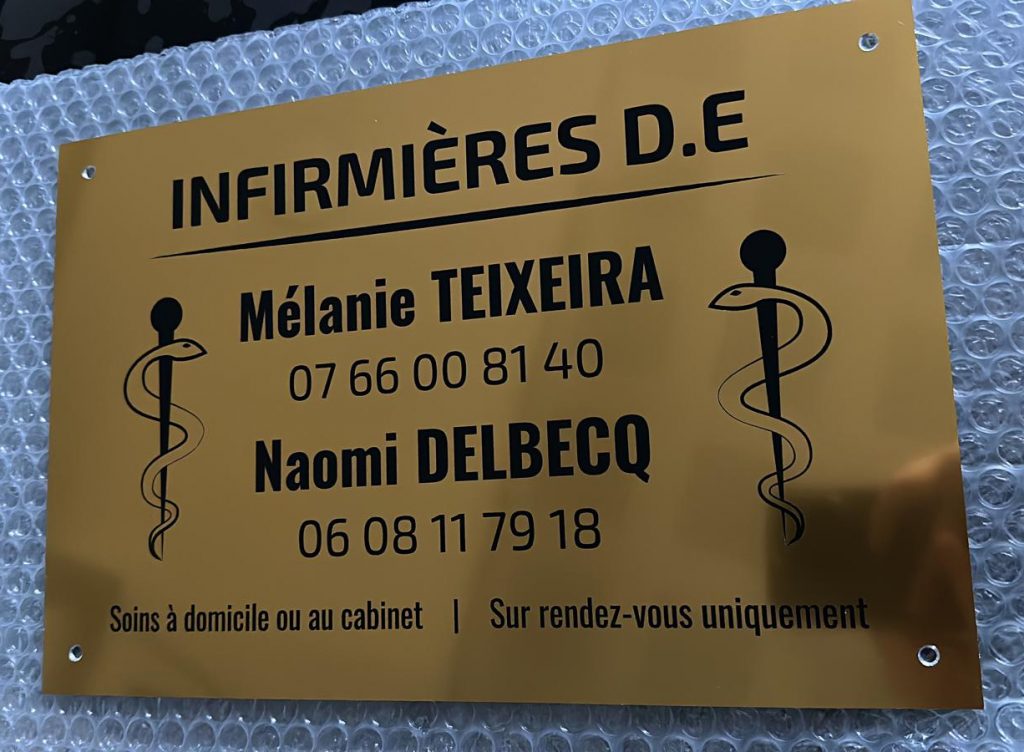 INFIRMIÈRES D.E
Mélanie TEIXEIRA
07 66 00 81 40
Naomi DELBECQ
06 08 11 79 18
Soins à domicile ou au cabinet | Sur rendez-vous uniquement